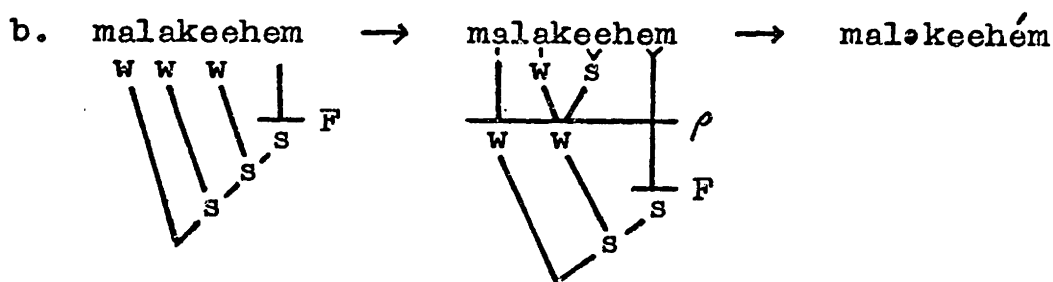 b. malakeehem → malakeehem → maləkeehém
W W W W Š
S F̅ ρ
S W W
S S F
S